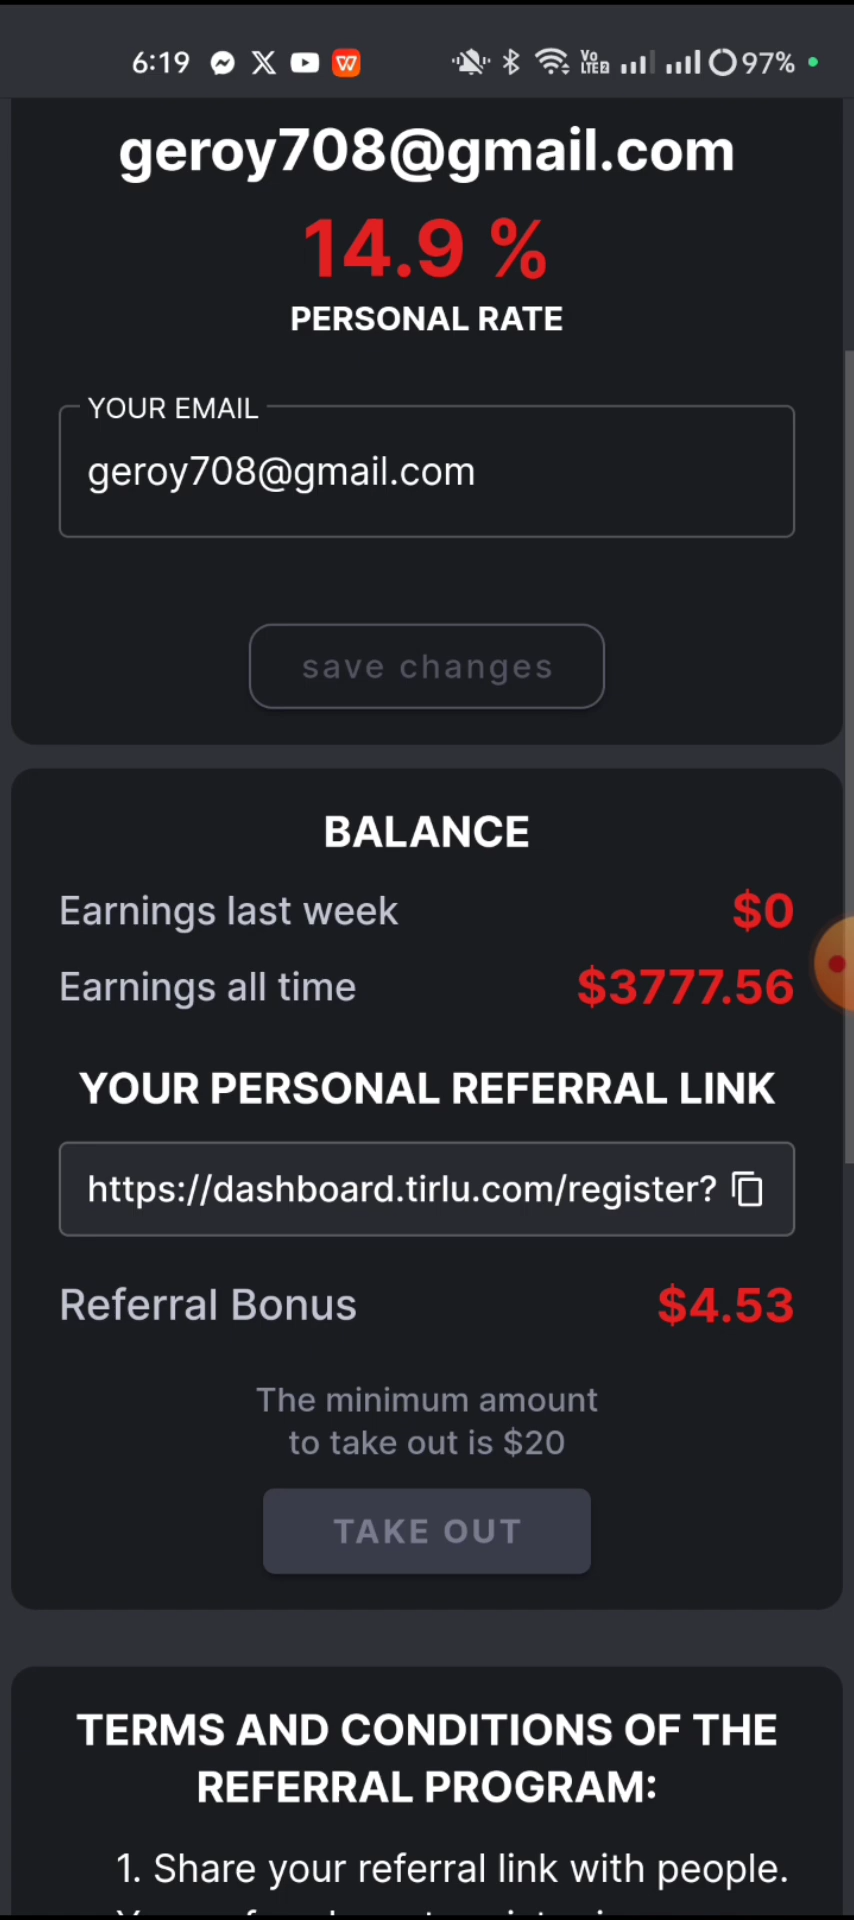 6:19
Vo
LTE2
97%
geroy708@gmail.com
14.9 %
PERSONAL RATE
YOUR EMAIL
geroy708@gmail.com
save changes
BALANCE
Earnings last week $0
Earnings all time $3777.56
YOUR PERSONAL REFERRAL LINK
https://dashboard.tirlu.com/register?
Referral Bonus $4.53
The minimum amount
to take out is $20
TAKE OUT
TERMS AND CONDITIONS OF THE
REFERRAL PROGRAM:
1. Share your referral link with people.